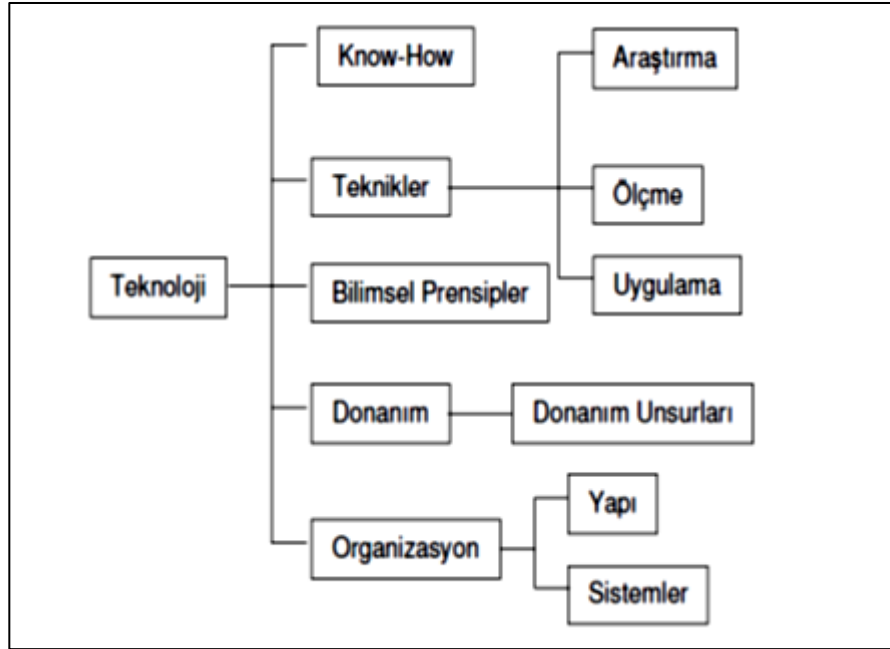 Know-How
Araştırma
Teknikler
Ölçme
Teknoloji
Bilimsel Prensipler
Uygulama
Donanım
Donanım Unsurları
Organizasyon
Yapı
Sistemler